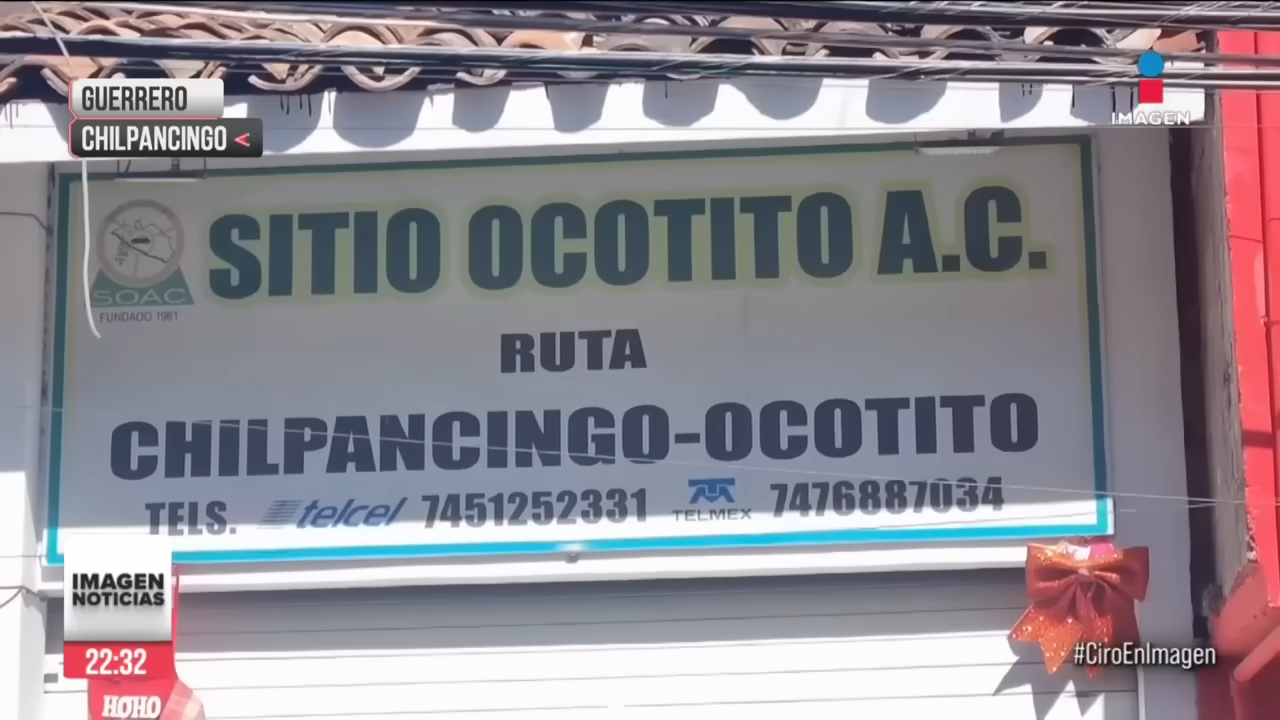 GUERRERO
CHILPANCINGO <
IMAGEN
SITIO OCOTITO A.C.
SOAC
FUNDADO 1961
RUTA
CHILPANCINGO-OCOTITO
TELS. telcel 7451252331 TELMEX 7476887034
IMAGEN
NOTICIAS
22:32
HOHO
#CiroEnImagen